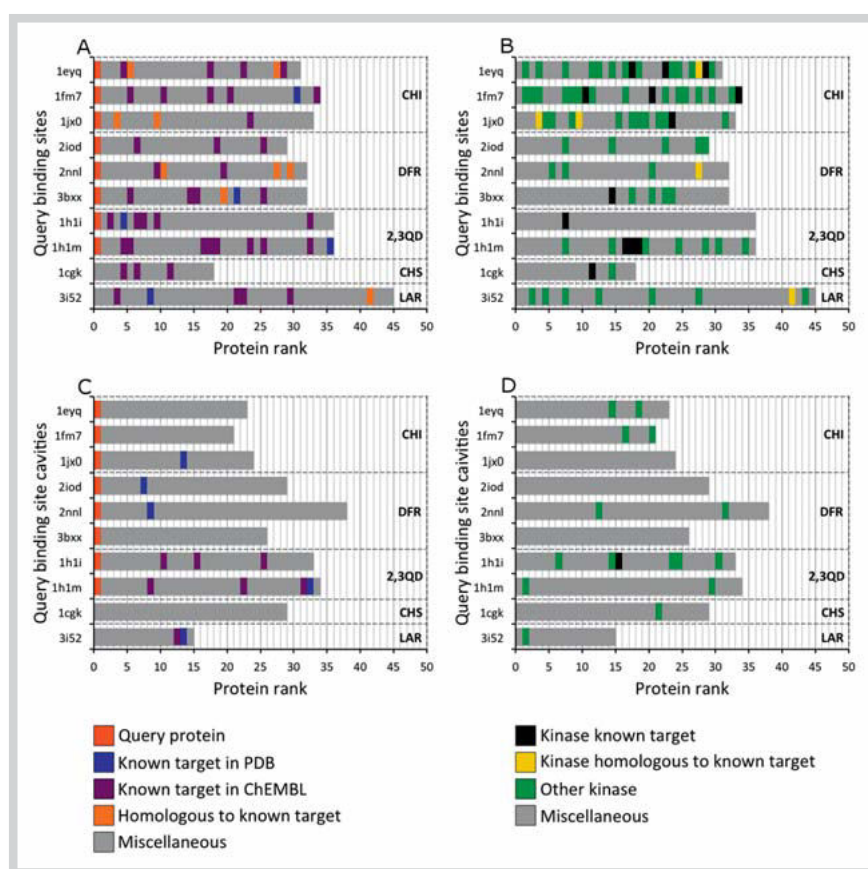 A
Query binding sites
1eyq
1fm7
1jx0
2iod
2nnl
3bxx
1h1i
1h1m
1cgk
3i52
CHI
DFR
2,3QD
CHS
LAR
0 5 10 15 20 25 30 35 40 45 50
Protein rank
B
Query binding sites
1eyq
1fm7
1jx0
2iod
2nnl
3bxx
1h1i
1h1m
1cgk
3i52
CHI
DFR
2,3QD
CHS
LAR
0 5 10 15 20 25 30 35 40 45 50
Protein rank
C
Query binding site cavities
1eyq
1fm7
1jx0
2iod
2nnl
3bxx
1h1i
1h1m
1cgk
3i52
CHI
DFR
2,3QD
CHS
LAR
0 5 10 15 20 25 30 35 40 45 50
Protein rank
D
Query binding site caivities
1eyq
1fm7
1jx0
2iod
2nnl
3bxx
1h1i
1h1m
1cgk
3i52
CHI
DFR
2,3QD
CHS
LAR
0 5 10 15 20 25 30 35 40 45 50
Protein rank
Query protein
Known target in PDB
Known target in ChEMBL
Homologous to known target
Miscellaneous
Kinase known target
Kinase homologous to known target
Other kinase
Miscellaneous